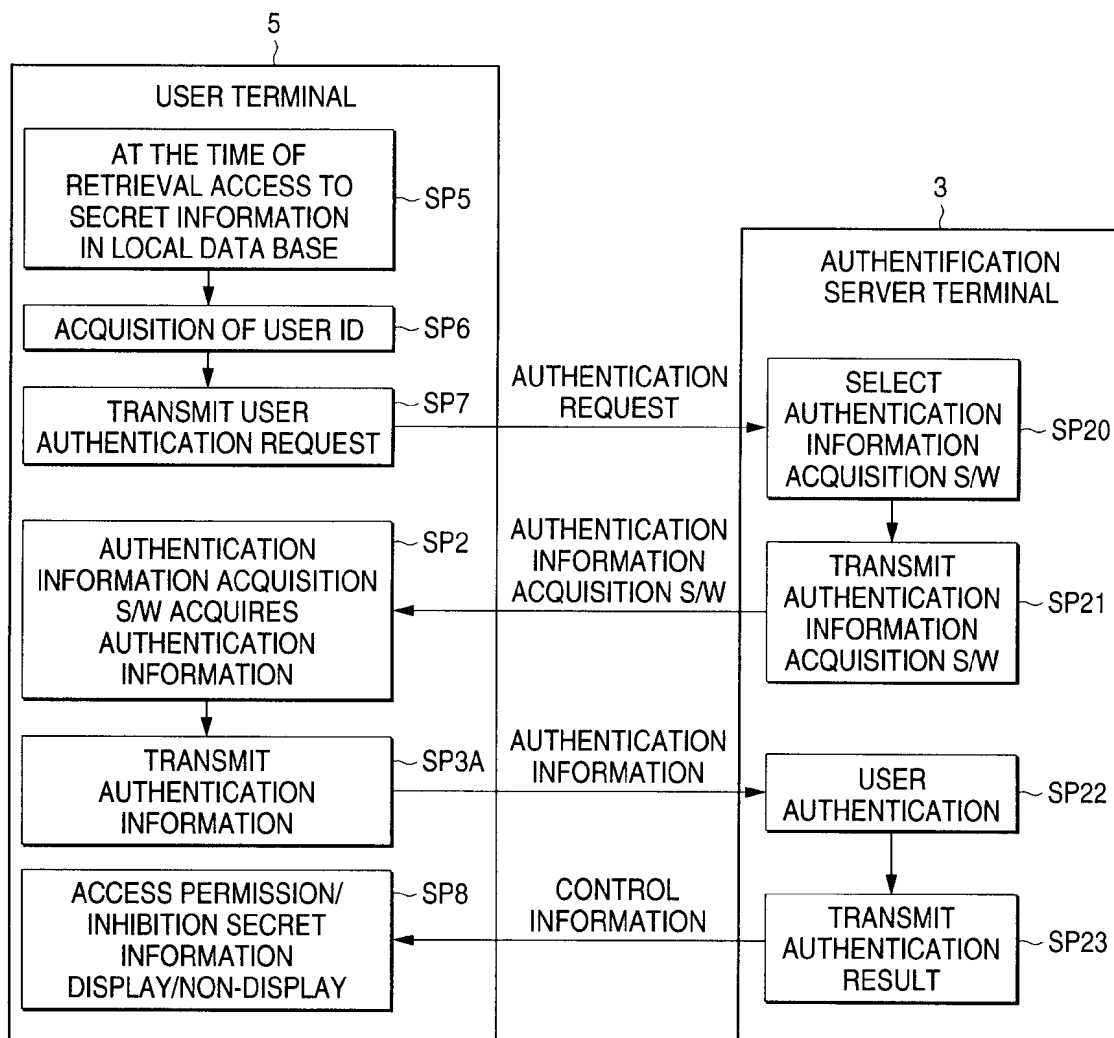 5
USER TERMINAL
AT THE TIME OF
RETRIEVAL ACCESS TO
SECRET INFORMATION
IN LOCAL DATA BASE
SP5
ACQUISITION OF USER ID
SP6
TRANSMIT USER
AUTHENTICATION REQUEST
SP7
AUTHENTICATION
REQUEST
3
AUTHENTIFICATION
SERVER TERMINAL
SELECT
AUTHENTICATION
INFORMATION
ACQUISITION S/W
SP20
AUTHENTICATION
INFORMATION
ACQUISITION S/W
TRANSMIT
AUTHENTICATION
INFORMATION
ACQUISITION S/W
SP21
AUTHENTICATION
INFORMATION ACQUISITION
S/W ACQUIRES
AUTHENTICATION
INFORMATION
SP2
TRANSMIT
AUTHENTICATION
INFORMATION
SP3A
AUTHENTICATION
INFORMATION
USER
AUTHENTICATION
SP22
CONTROL
INFORMATION
TRANSMIT
AUTHENTICATION
RESULT
SP23
ACCESS PERMISSION/
INHIBITION SECRET
INFORMATION
DISPLAY/NON-DISPLAY
SP8